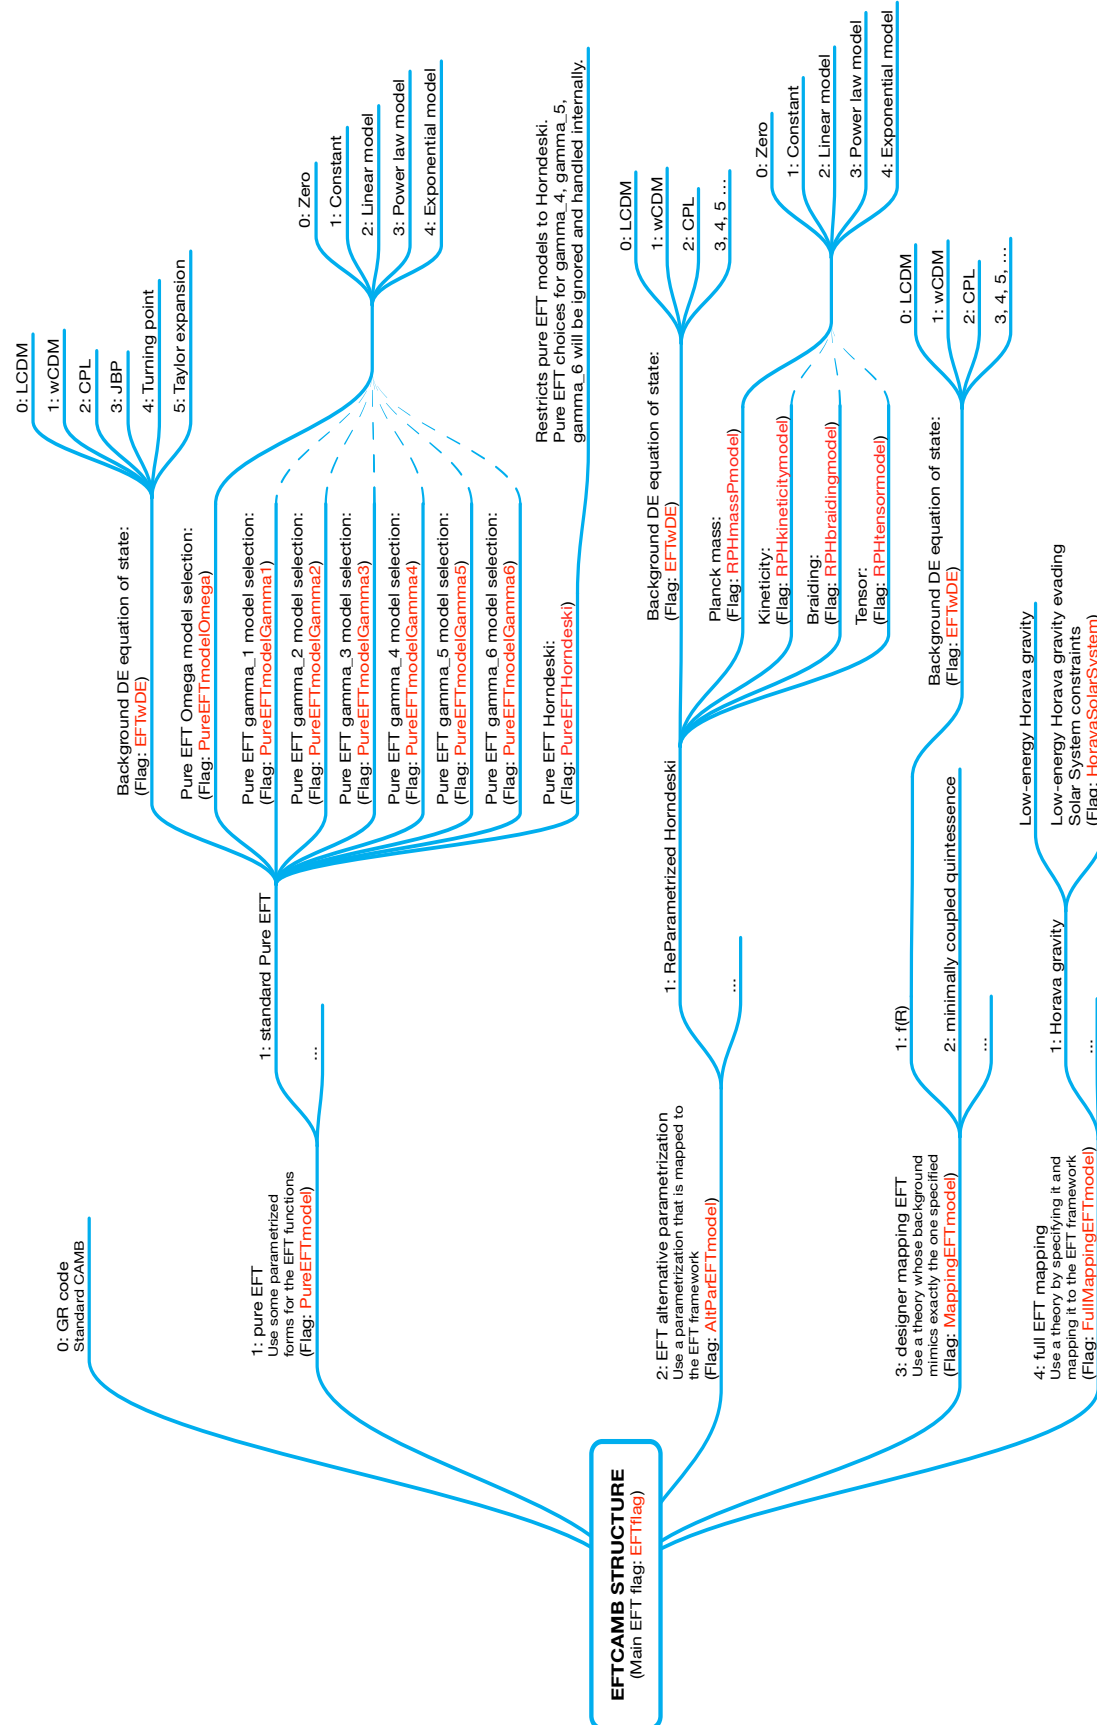 EFTCAMB STRUCTURE
(Main EFT flag: EFTflag)
0: GR code
Standard CAMB
1: pure EFT
Use some parametrized
forms for the EFT functions
(Flag: PureEFTmodel)
1: standard Pure EFT
...
Background DE equation of state:
(Flag: EFTwDE)
0: LCDM
1: wCDM
2: CPL
3: JBP
4: Turning point
5: Taylor expansion
Pure EFT Omega model selection:
(Flag: PureEFTmodelOmega)
Pure EFT gamma_1 model selection:
(Flag: PureEFTmodelGamma1)
Pure EFT gamma_2 model selection:
(Flag: PureEFTmodelGamma2)
Pure EFT gamma_3 model selection:
(Flag: PureEFTmodelGamma3)
Pure EFT gamma_4 model selection:
(Flag: PureEFTmodelGamma4)
Pure EFT gamma_5 model selection:
(Flag: PureEFTmodelGamma5)
Pure EFT gamma_6 model selection:
(Flag: PureEFTmodelGamma6)
0: Zero
1: Constant
2: Linear model
3: Power law model
4: Exponential model
Pure EFT Horndeski:
(Flag: PureEFTHorndeski)
Restricts pure EFT models to Horndeski.
Pure EFT choices for gamma_4, gamma_5,
gamma_6 will be ignored and handled internally.
2: EFT alternative parametrization
Use a parametrization that is mapped to
the EFT framework
(Flag: AltParEFTmodel)
1: ReParametrized Horndeski
...
Background DE equation of state:
(Flag: EFTwDE)
0: LCDM
1: wCDM
2: CPL
3, 4, 5 ...
Planck mass:
(Flag: RPHmassPmodel)
Kineticity:
(Flag: RPHkineticitymodel)
Braiding:
(Flag: RPHbraidingmodel)
Tensor:
(Flag: RPHtensormodel)
0: Zero
1: Constant
2: Linear model
3: Power law model
4: Exponential model
3: designer mapping EFT
Use a theory whose background
mimics exactly the one specified
(Flag: MappingEFTmodel)
1: f(R)
2: minimally coupled quintessence
...
Background DE equation of state:
(Flag: EFTwDE)
0: LCDM
1: wCDM
2: CPL
3, 4, 5, ...
4: full EFT mapping
Use a theory by specifying it and
mapping it to the EFT framework
(Flag: FullMappingEFTmodel)
1: Horava gravity
...
Low-energy Horava gravity
Low-energy Horava gravity evading
Solar System constraints
(Flag: HoravaSolarSystem)